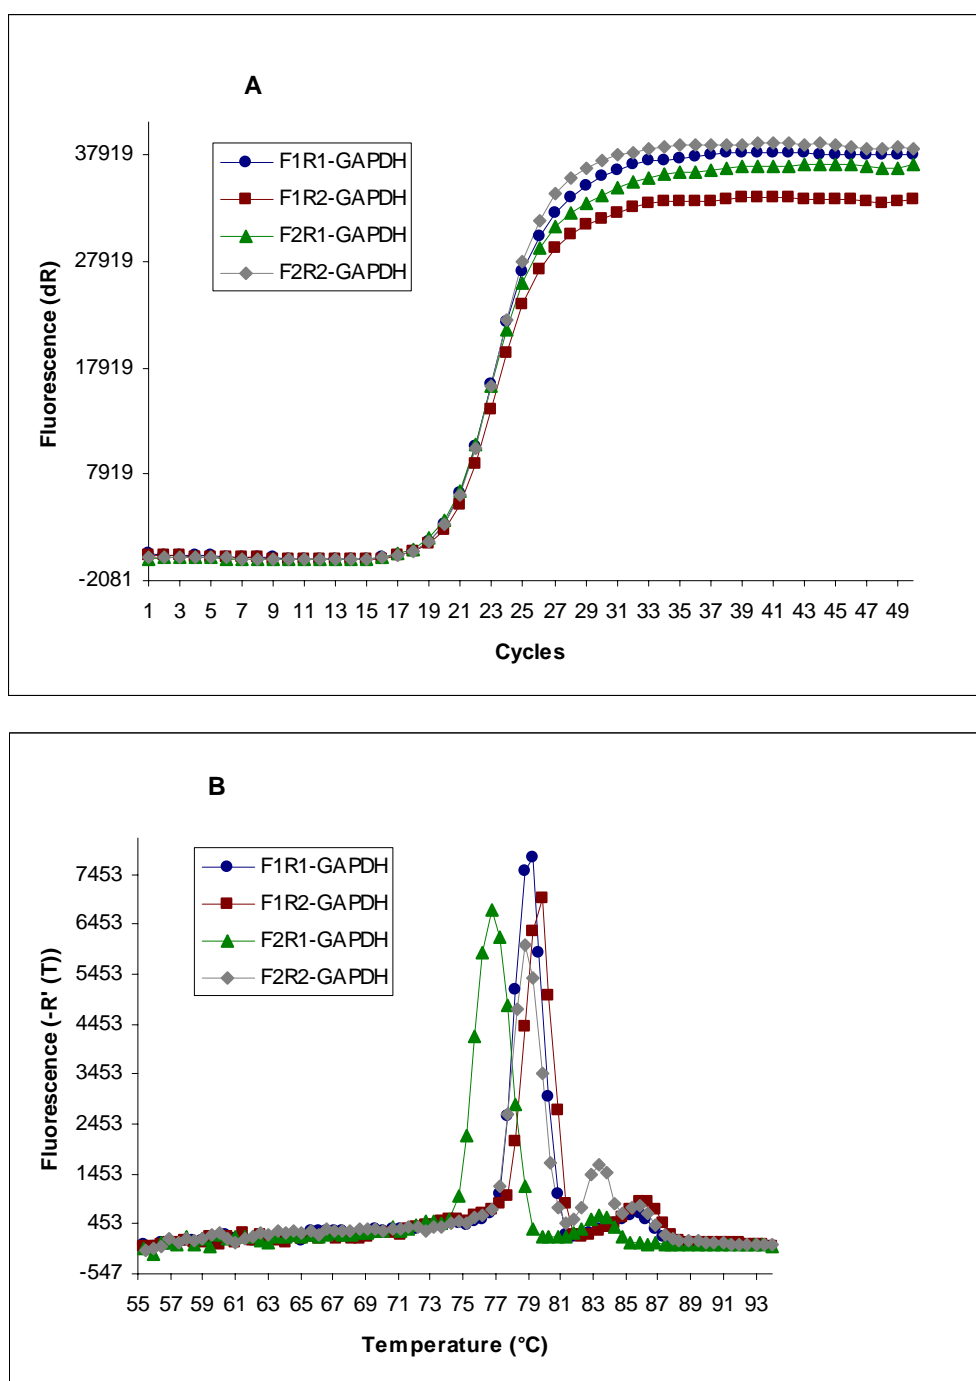 A
F1R1-GAPDH
F1R2-GAPDH
F2R1-GAPDH
F2R2-GAPDH
Fluorescence (dR)
37919
27919
17919
7919
-2081
1 3 5 7 9 11 13 15 17 19 21 23 25 27 29 31 33 35 37 39 41 43 45 47 49
Cycles
B
F1R1-GAPDH
F1R2-GAPDH
F2R1-GAPDH
F2R2-GAPDH
Fluorescence (-R' (T))
7453
6453
5453
4453
3453
2453
1453
453
-547
55 57 59 61 63 65 67 69 71 73 75 77 79 81 83 85 87 89 91 93
Temperature (°C)